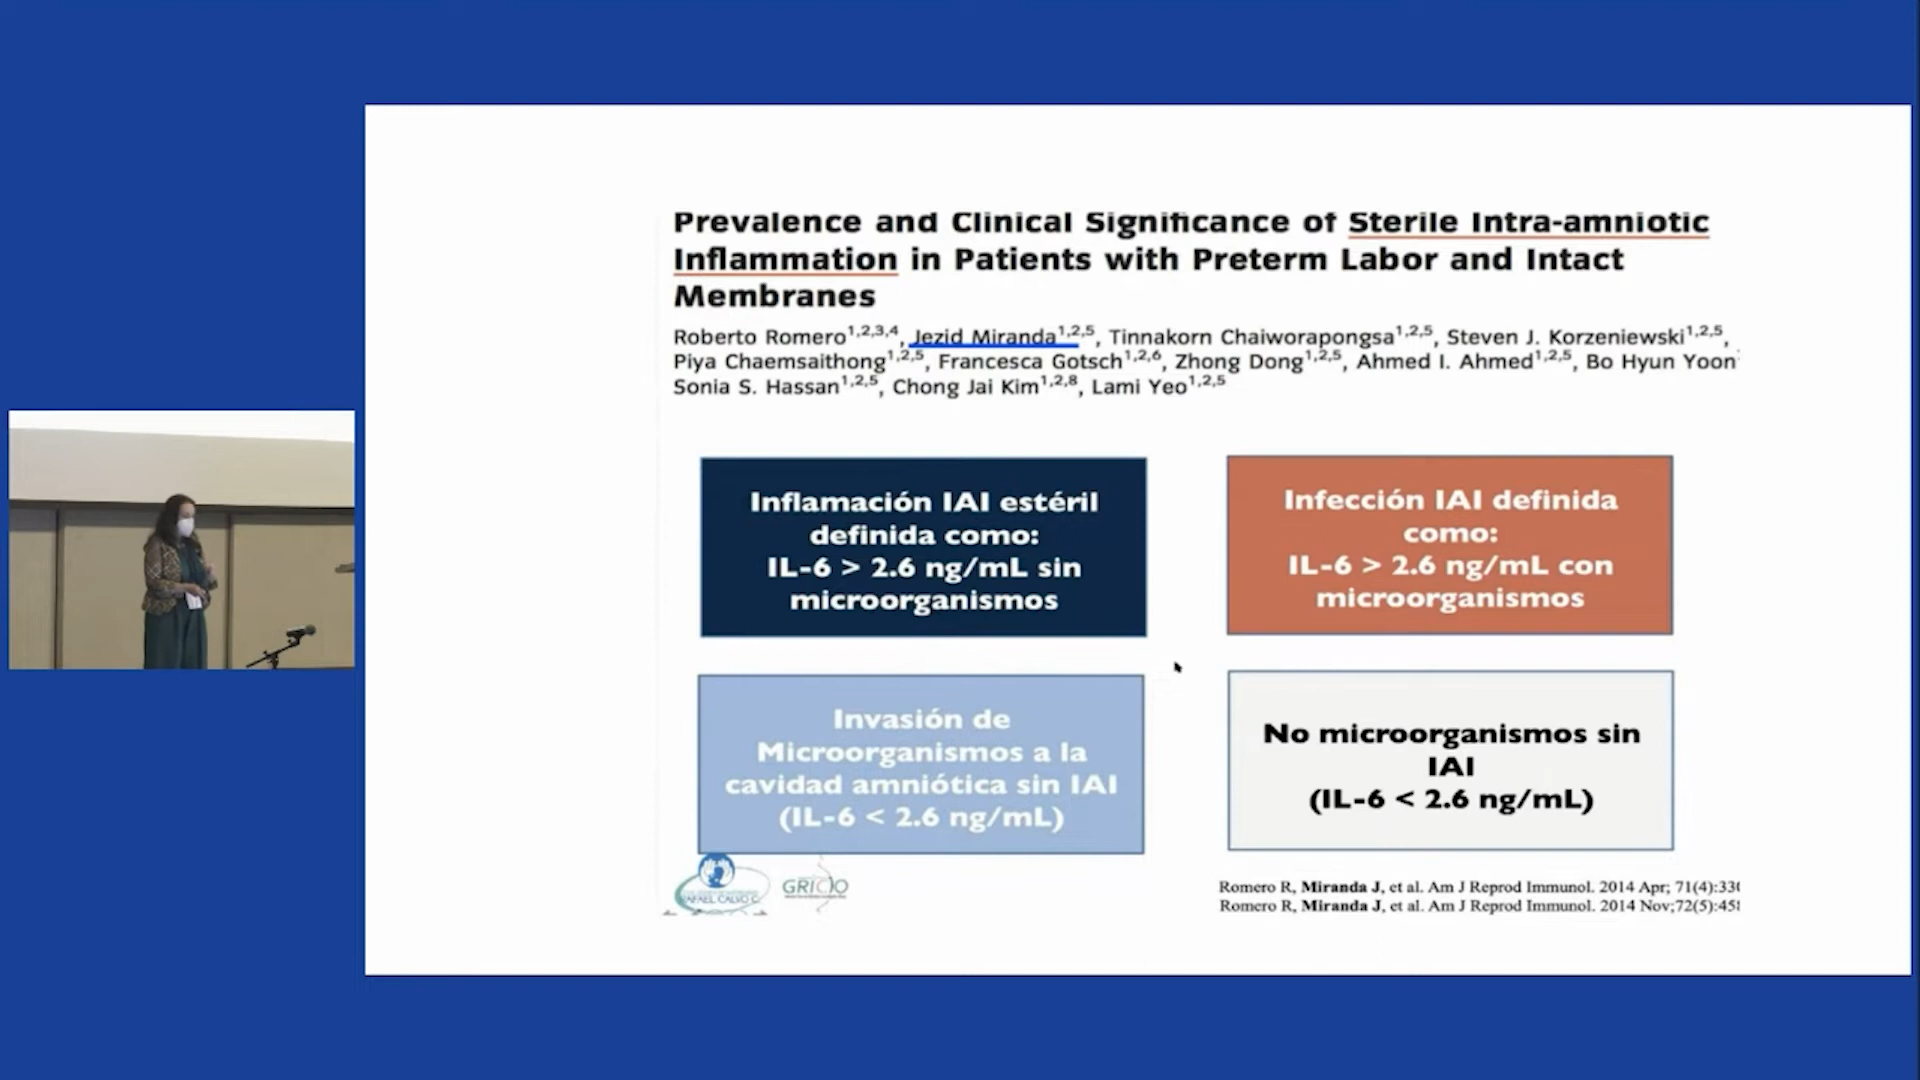 Prevalence and Clinical Significance of Sterile Intra-amniotic
Inflammation in Patients with Preterm Labor and Intact
Membranes
Roberto Romero1,2,3,4, Jezid Miranda1,2,5, Tinnakorn Chaiworapongsa1,2,5, Steven J. Korzeniewski1,2,5,
Piya Chaemsaithong1,2,5, Francesca Gotsch1,2,6, Zhong Dong1,2,5, Ahmed I. Ahmed1,2,5, Bo Hyun Yoon
Sonia S. Hassan1,2,5, Chong Jai Kim1,2,8, Lami Yeo1,2,5
Inflamación IAI estéril
definida como:
IL-6 > 2.6 ng/mL sin
microorganismos
Infección IAI definida
como:
IL-6 > 2.6 ng/mL con
microorganismos
Invasión de
Microorganismos a la
cavidad amniótica sin IAI
(IL-6 < 2.6 ng/mL)
No microorganismos sin
IAI
(IL-6 < 2.6 ng/mL)
RAFAEL CALVO C.
GRICIO
Romero R, Miranda J, et al. Am J Reprod Immunol. 2014 Apr; 71(4):33
Romero R, Miranda J, et al. Am J Reprod Immunol. 2014 Nov;72(5):45